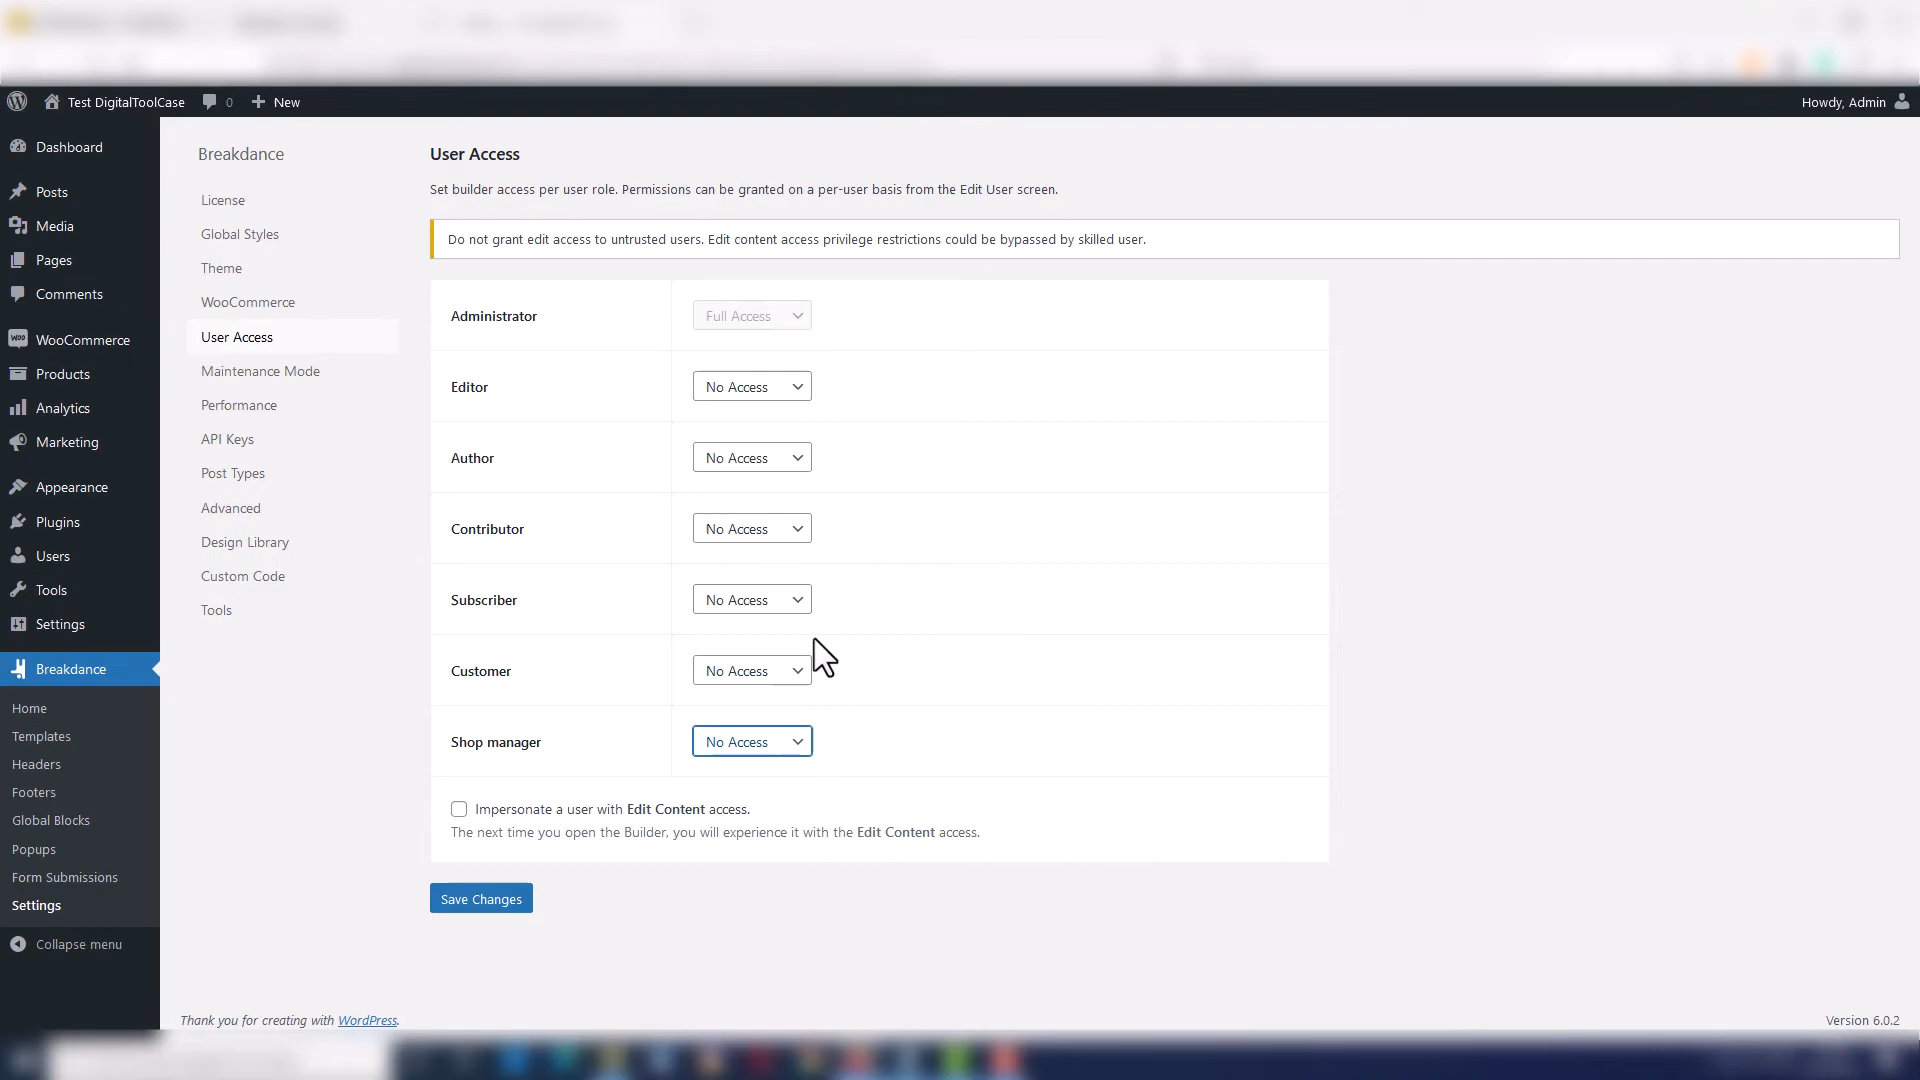 Test DigitalToolCase
0
New
Howdy, Admin
Dashboard
Posts
Media
Pages
Comments
WooCommerce
Products
Analytics
Marketing
Appearance
Plugins
Users
Tools
Settings
Breakdance
Home
Templates
Headers
Footers
Global Blocks
Popups
Form Submissions
Settings
Collapse menu
Breakdance
License
Global Styles
Theme
WooCommerce
User Access
Maintenance Mode
Performance
API Keys
Post Types
Advanced
Design Library
Custom Code
Tools
User Access
Set builder access per user role. Permissions can be granted on a per-user basis from the Edit User screen.
Do not grant edit access to untrusted users. Edit content access privilege restrictions could be bypassed by skilled user.
Administrator Full Access
Editor No Access
Author No Access
Contributor No Access
Subscriber No Access
Customer No Access
Shop manager No Access
Impersonate a user with Edit Content access.
The next time you open the Builder, you will experience it with the Edit Content access.
Save Changes
Thank you for creating with WordPress.
Version 6.0.2